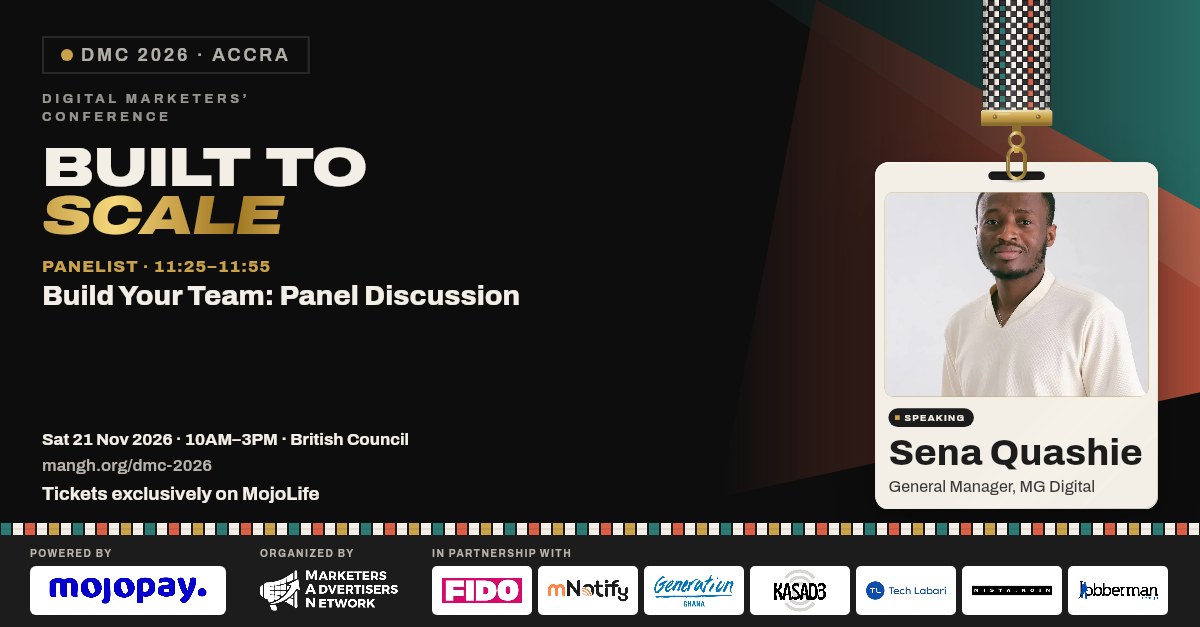 DMC 2026 · ACCRA
DIGITAL MARKETERS’
CONFERENCE
BUILT TO
SCALE
PANELIST · 11:25–11:55
Build Your Team: Panel Discussion
Sat 21 Nov 2026 · 10AM–3PM · British Council
mangh.org/dmc-2026
Tickets exclusively on MojoLife
SPEAKING
Sena Quashie
General Manager, MG Digital
POWERED BY
mojopay.
ORGANIZED BY
MARKETERS
ADVERTISERS
NETWORK
IN PARTNERSHIP WITH
FIDO
mNotify
Generation
GHANA
KASAD3
TL Tech Labari
Jobberman